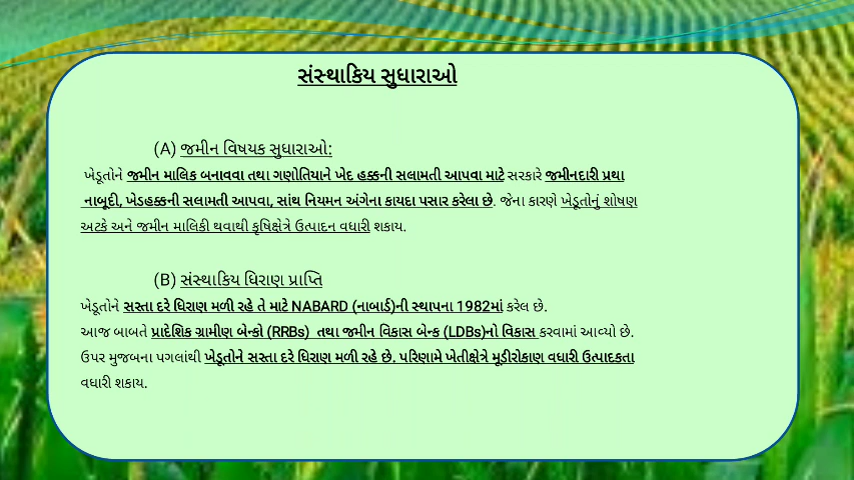 સંસ્થાકિય સુધારાઓ
(A) જમીન વિષયક સુધારાઓ:
ખેડૂતોને જમીન માલિક બનાવવા તથા ગણોતિયાને ખેદ હક્કની સલામતી આપવા માટે સરકારે જમીનદારી પ્રથા
નાબૂદી, ખેડહક્કની સલામતી આપવા, સાંથ નિયમન અંગેના કાયદા પસાર કરેલા છે. જેના કારણે ખેડૂતોનું શોષણ
અટકે અને જમીન માલિકી થવાથી કૃષિક્ષેત્રે ઉત્પાદન વધારી શકાય.
(B) સંસ્થાકિય ધિરાણ પ્રાપ્તિ
ખેડૂતોને સસ્તા દરે ધિરાણ મળી રહે તે માટે NABARD (નાબાર્ડ)ની સ્થાપના 1982માં કરેલ છે.
આજ બાબતે પ્રાદેશિક ગ્રામીણ બેન્કો (RRBs) તથા જમીન વિકાસ બેન્ક (LDBs)નો વિકાસ કરવામાં આવ્યો છે.
ઉપર મુજબના પગલાંથી ખેડૂતોને સસ્તા દરે ધિરાણ મળી રહે છે. પરિણામે ખેતીક્ષેત્રે મૂડીરોકાણ વધારી ઉત્પાદકતા
વધારી શકાય.